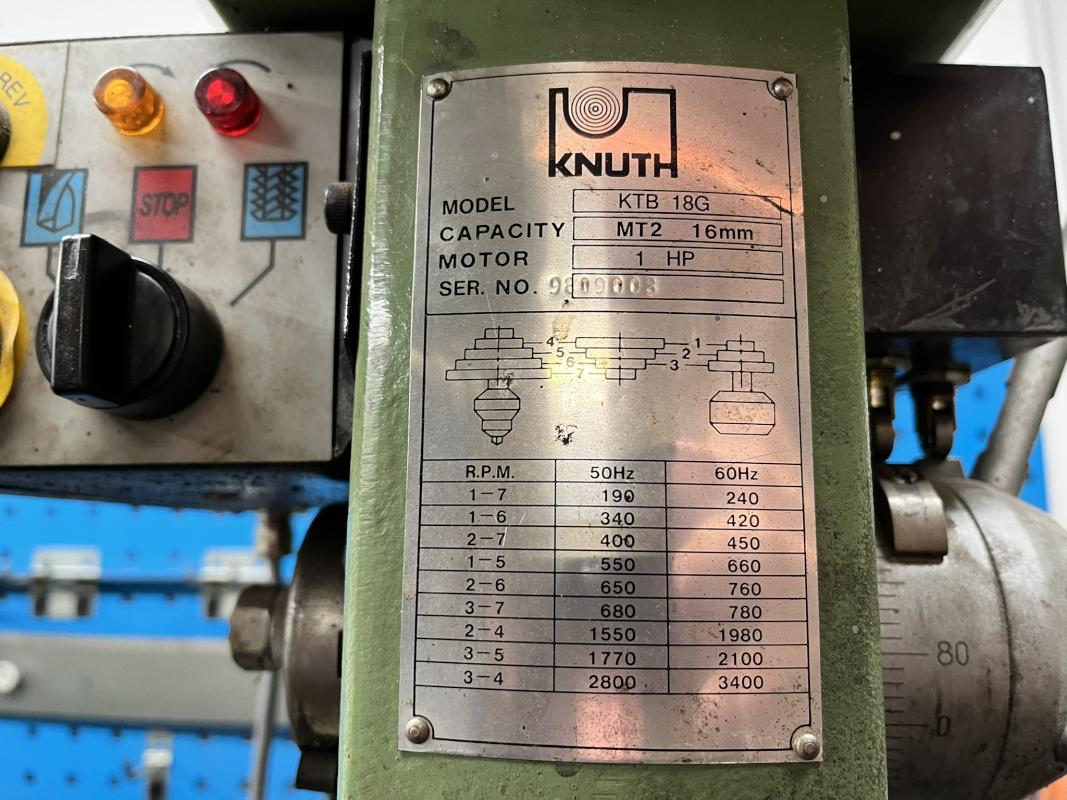 REV
STOP
KNUTH
MODEL KTB 18G
CAPACITY MT2 16mm
MOTOR 1 HP
SER. NO. 9809008
4 1
5 2
6 3
7
R.P.M. 50Hz 60Hz
1-7 190 240
1-6 340 420
2-7 400 450
1-5 550 660
2-6 650 760
3-7 680 780
2-4 1550 1980
3-5 1770 2100
3-4 2800 3400
80
0